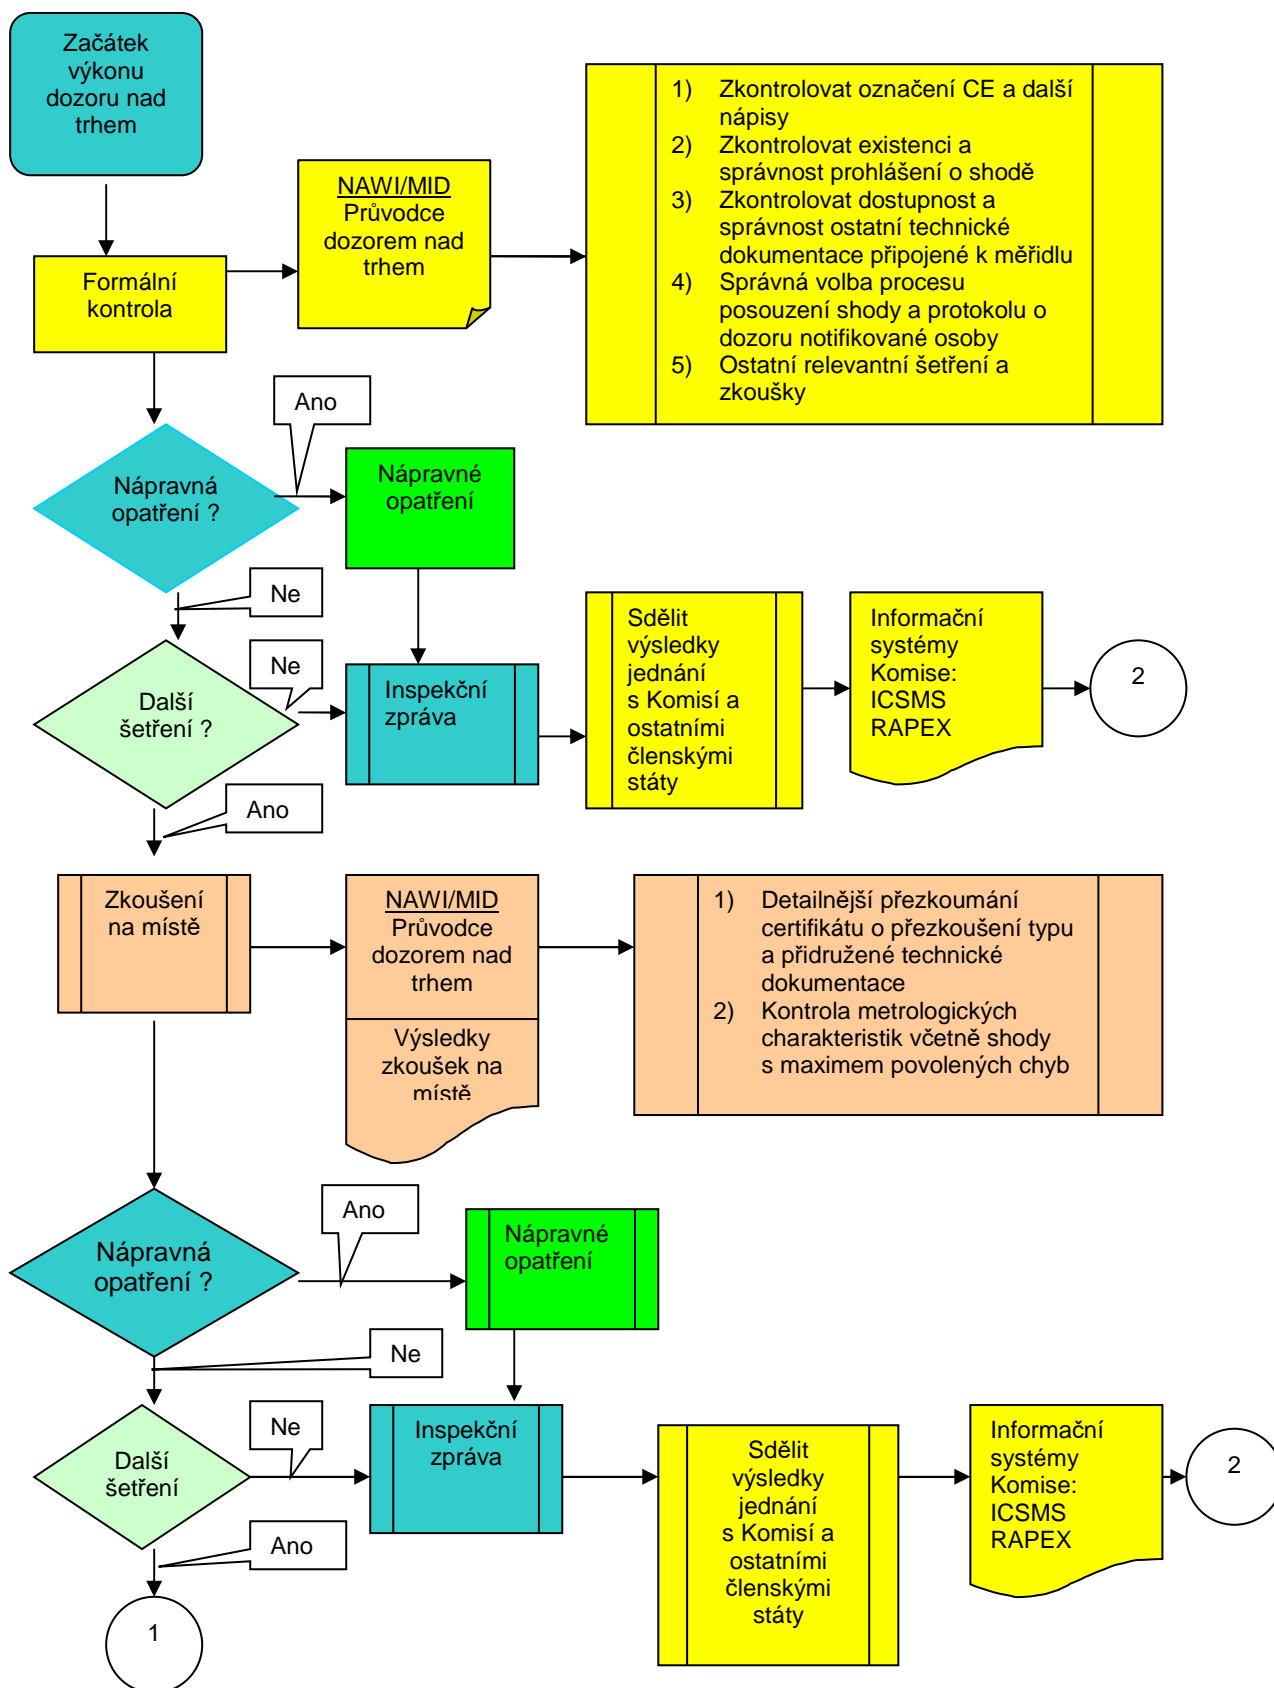 Začátek
výkonu
dozoru nad
trhem
NAWI/MID
Průvodce
dozorem nad
trhem
1) Zkontrolovat označení CE a další
nápisy
2) Zkontrolovat existenci a
správnost prohlášení o shodě
3) Zkontrolovat dostupnost a
správnost ostatní technické
dokumentace připojené k měřidlu
4) Správná volba procesu
posouzení shody a protokolu o
dozoru notifikované osoby
5) Ostatní relevantní šetření a
zkoušky
Formální
kontrola
Ano
Nápravná
opatření ?
Nápravné
opatření
Ne
Ne
Další
šetření ?
Inspekční
zpráva
Sdělit
výsledky
jednání
s Komisí a
ostatními
členskými
státy
Informační
systémy
Komise:
ICSMS
RAPEX
2
Ano
Zkoušení
na místě
NAWI/MID
Průvodce
dozorem nad
trhem
Výsledky
zkoušek na
místě
1) Detailnější přezkoumání
certifikátu o přezkoušení typu
a přidružené technické
dokumentace
2) Kontrola metrologických
charakteristik včetně shody
s maximem povolených chyb
Ano
Nápravná
opatření ?
Nápravné
opatření
Ne
Ne
Další
šetření
Inspekční
zpráva
Sdělit
výsledky
jednání
s Komisí a
ostatními
členskými
státy
Informační
systémy
Komise:
ICSMS
RAPEX
2
Ano
1